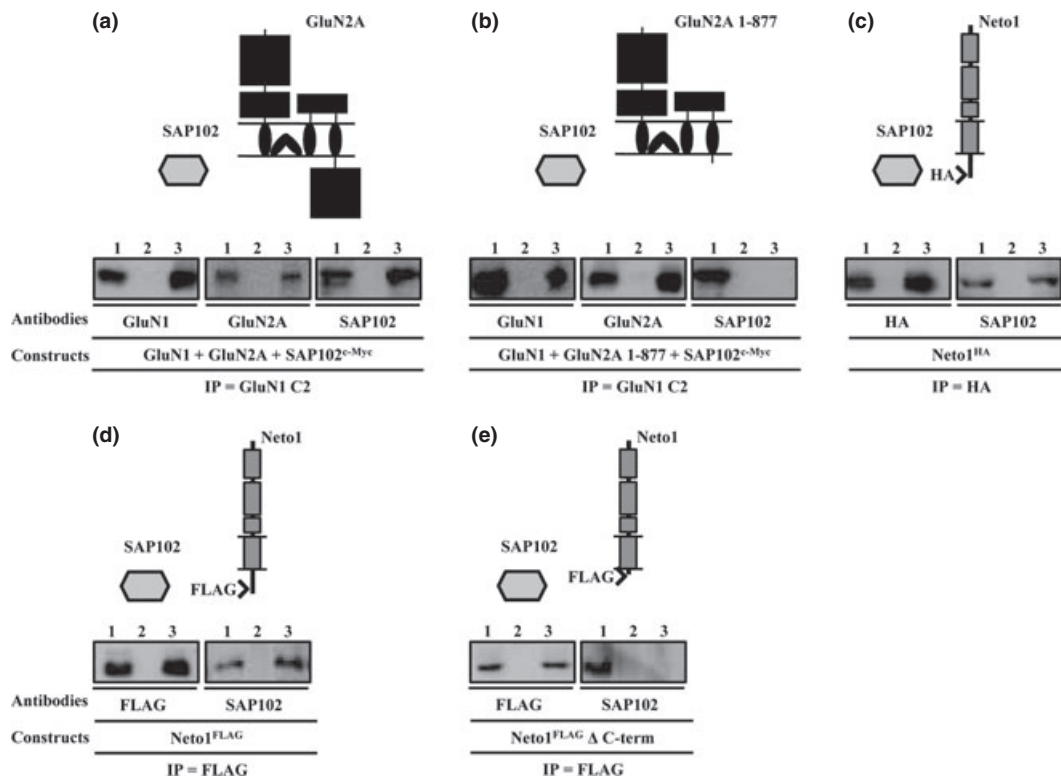 (a)
GluN2A
SAP102
1 2 3 1 2 3 1 2 3
Antibodies GluN1 GluN2A SAP102
Constructs GluN1 + GluN2A + SAP102c-Myc
IP = GluN1 C2
(b)
GluN2A 1-877
SAP102
1 2 3 1 2 3 1 2 3
GluN1 GluN2A SAP102
GluN1 + GluN2A 1-877 + SAP102c-Myc
IP = GluN1 C2
(c)
Neto1
SAP102
HA
1 2 3 1 2 3
HA SAP102
Neto1HA
IP = HA
(d)
Neto1
SAP102
FLAG
1 2 3 1 2 3
Antibodies FLAG SAP102
Constructs Neto1FLAG
IP = FLAG
(e)
Neto1
SAP102
FLAG
1 2 3 1 2 3
FLAG SAP102
Neto1FLAG Δ C-term
IP = FLAG